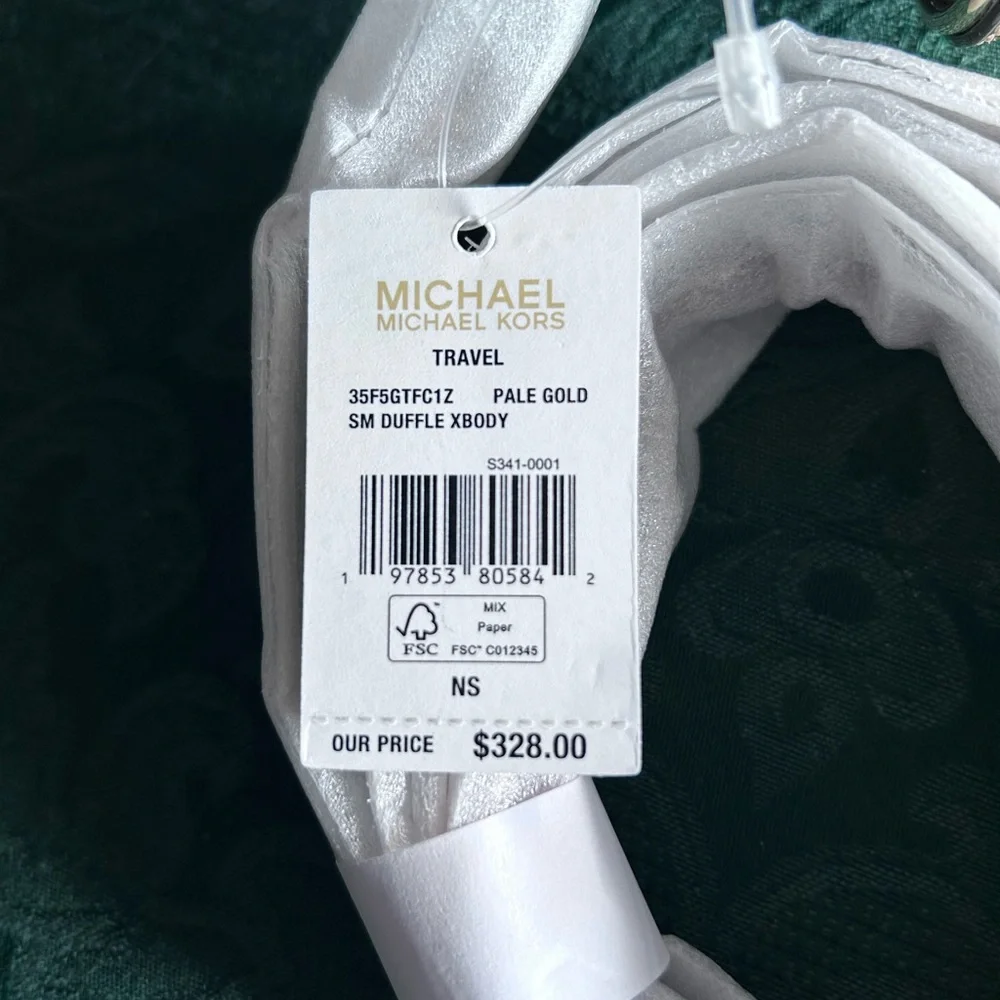 MICHAEL
MICHAEL KORS
TRAVEL
35F5GTFC1Z PALE GOLD
SM DUFFLE XBODY
S341-0001
1 97853 80584 2
FSC
MIX
Paper
FSC™ C012345
NS
OUR PRICE $328.00